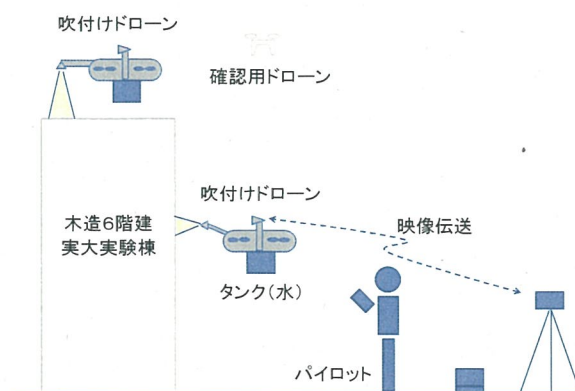 吹付けドローン
確認用ドローン
吹付けドローン
木造6階建
実大実験棟
映像伝送
タンク(水)
パイロット